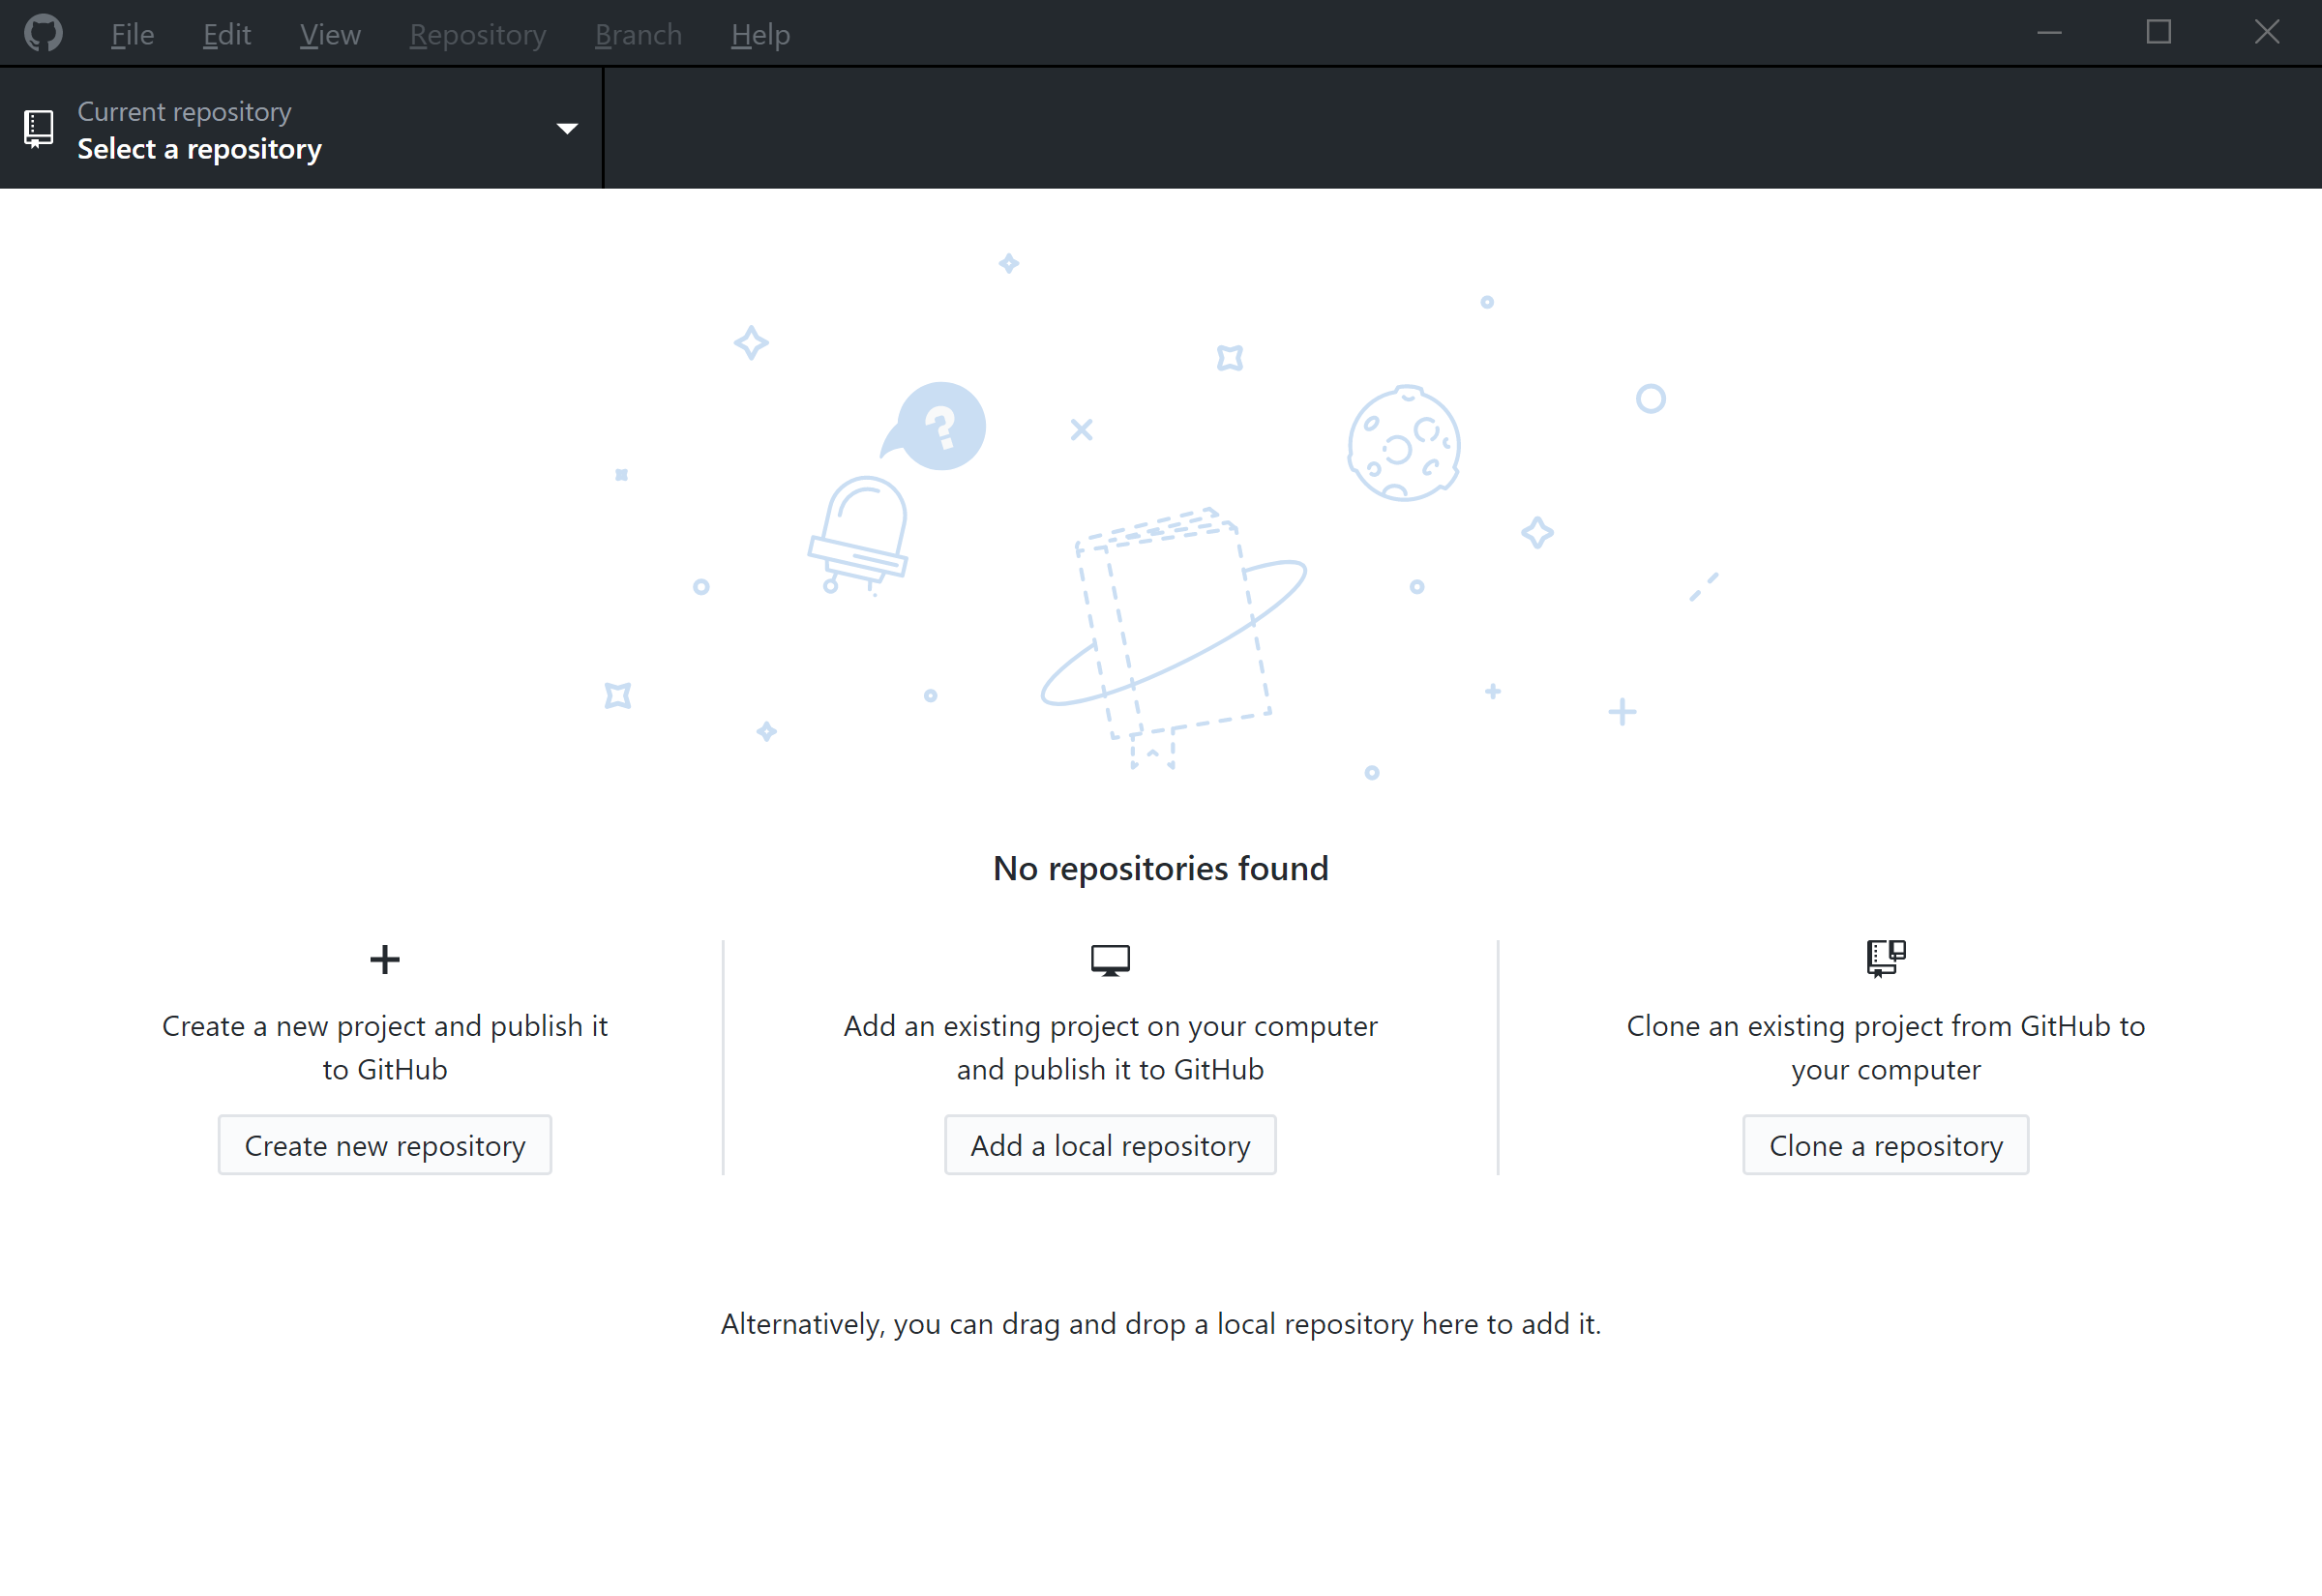 File Edit View Repository Branch Help
Current repository
Select a repository
?
No repositories found
Create a new project and publish it
to GitHub
Create new repository
Add an existing project on your computer
and publish it to GitHub
Add a local repository
Clone an existing project from GitHub to
your computer
Clone a repository
Alternatively, you can drag and drop a local repository here to add it.